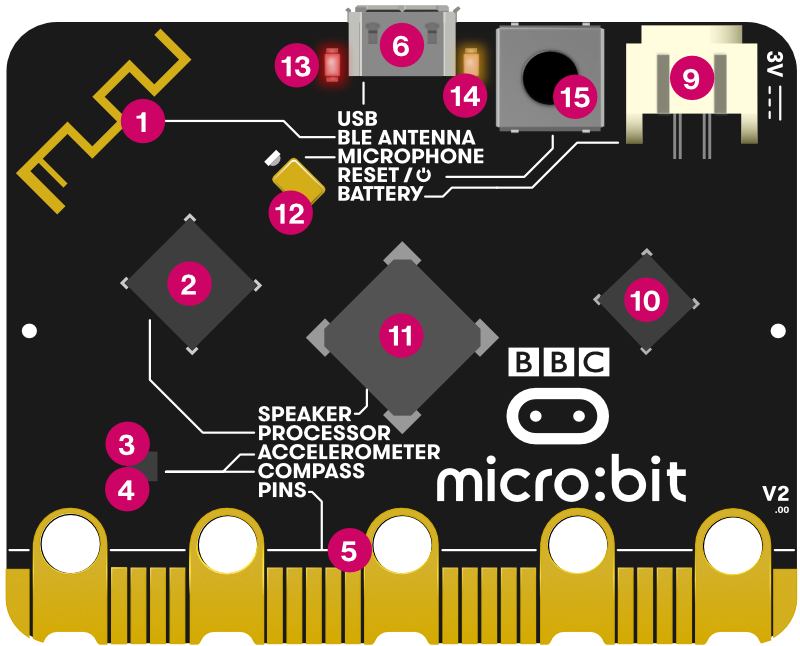 6
13
14
15
9
3V
1
USB
BLE ANTENNA
MICROPHONE
RESET / ⏻
BATTERY
12
2
10
11
BBC
SPEAKER
PROCESSOR
ACCELEROMETER
COMPASS
PINS
3
4
micro:bit
V2
.00
5